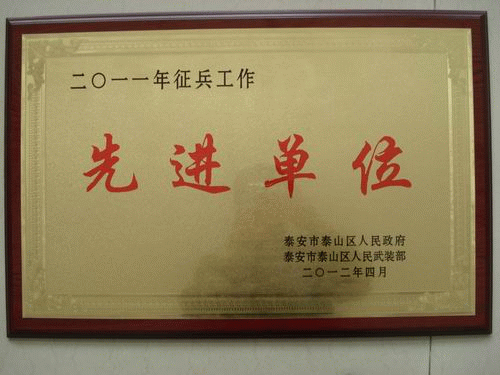 二〇一一年征兵工作
先进单位
泰安市泰山区人民政府
泰安市泰山区人民武装部
二〇一二年四月